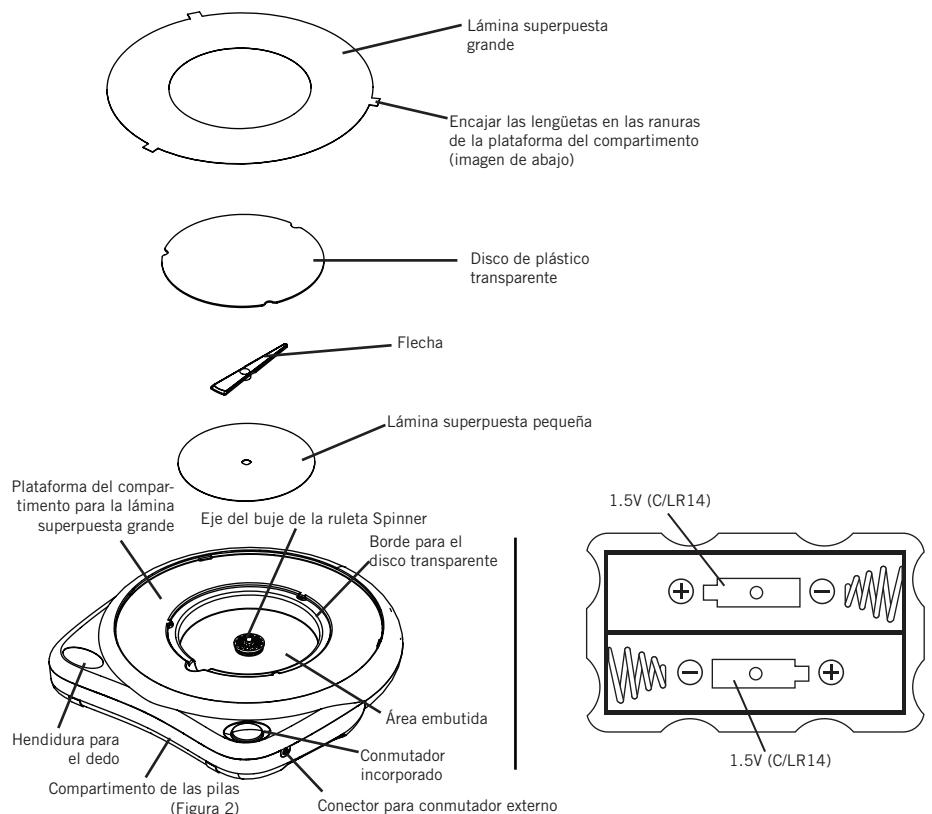 Lámina superpuesta
grande
Encajar las lengüetas en las ranuras
de la plataforma del compartimento
(imagen de abajo)
Disco de plástico
transparente
Flecha
Lámina superpuesta pequeña
Plataforma del compar-
timento para la lámina
superpuesta grande
Eje del buje de la ruleta Spinner
Borde para el
disco transparente
Área embutida
Hendidura para
el dedo
Conmutador
incorporado
Compartimento de las pilas
(Figura 2)
Conector para conmutador externo
1.5V (C/LR14)
+ −
− +
1.5V (C/LR14)